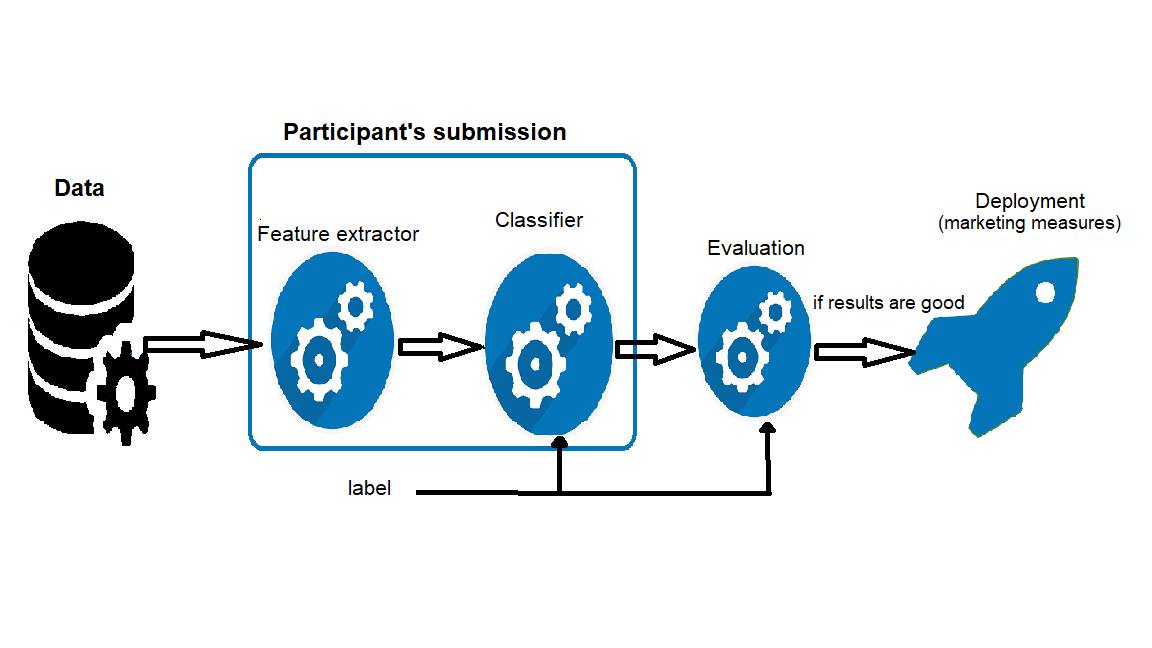 Participant's submission
Data
Feature extractor
Classifier
Evaluation
Deployment
(marketing measures)
if results are good
label